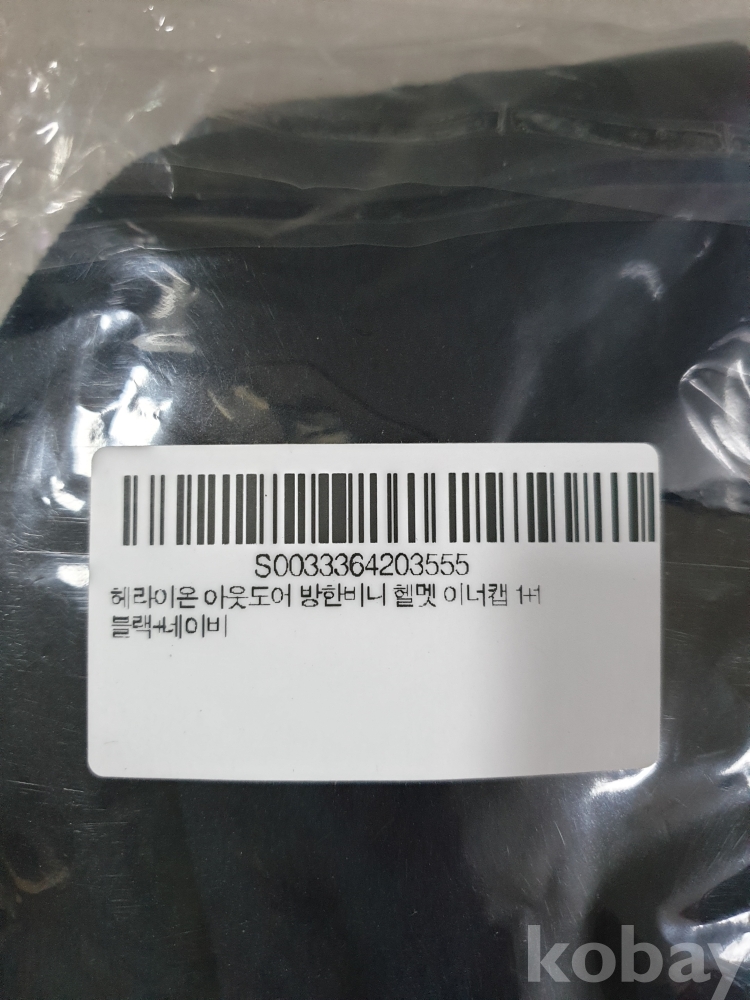 S0033364203555
헤라이온 아웃도어 방한비니 헬멧 이너캡 1+1
블랙+네이비
kobay